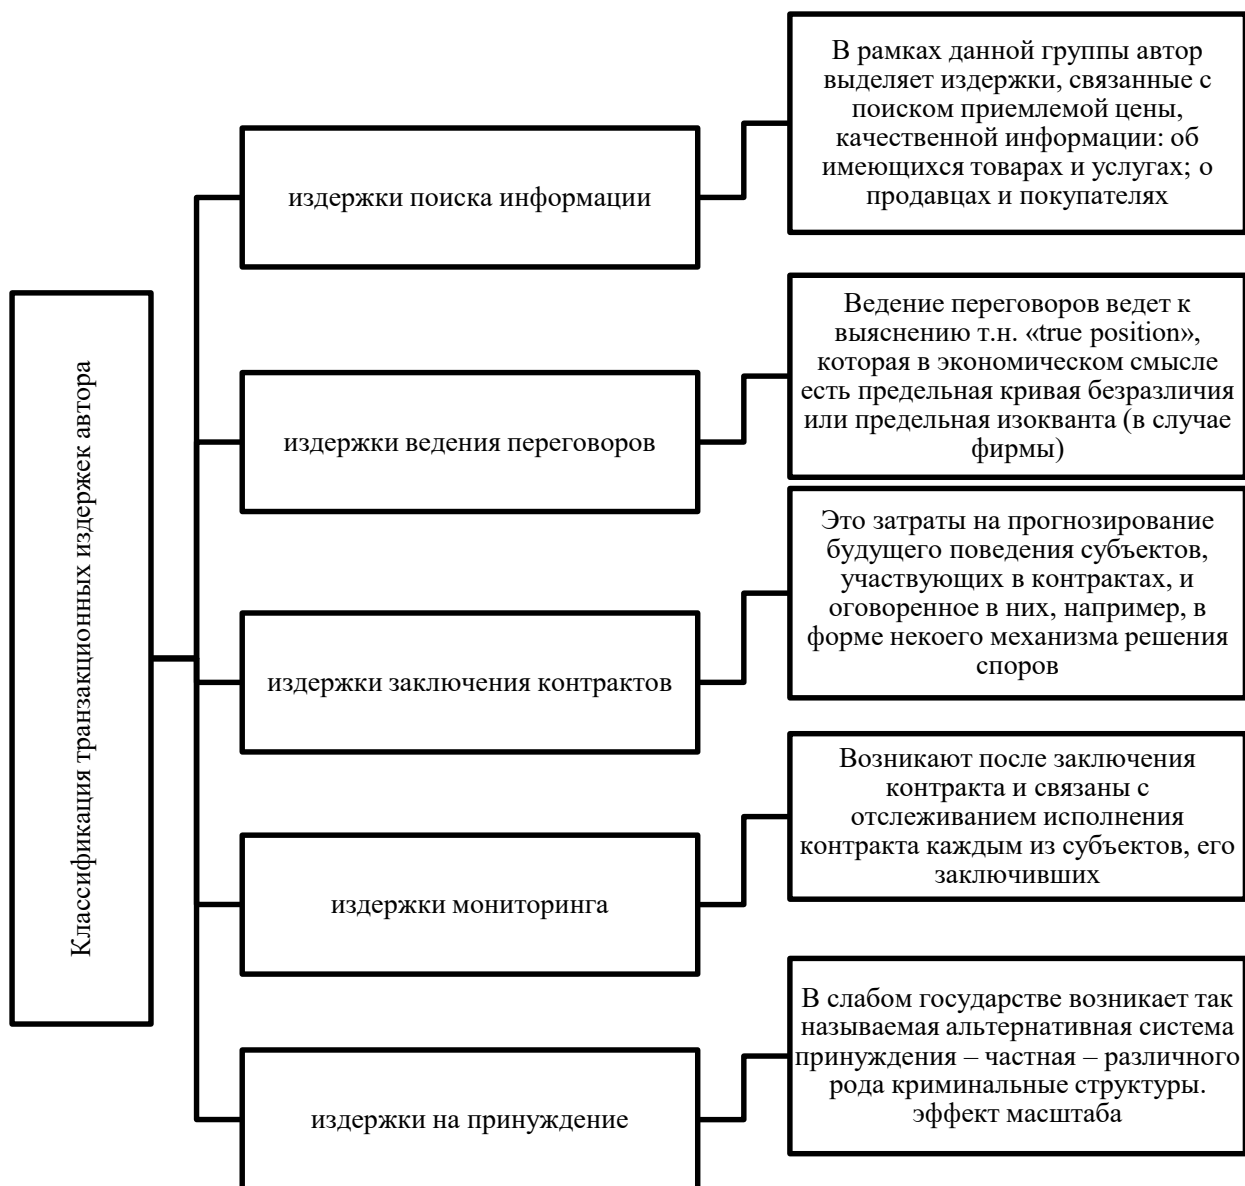 Классификация транзакционных издержек автора
издержки поиска информации
В рамках данной группы автор
выделяет издержки, связанные с
поиском приемлемой цены,
качественной информации: об
имеющихся товарах и услугах; о
продавцах и покупателях
издержки ведения переговоров
Ведение переговоров ведет к
выяснению т.н. «true position»,
которая в экономическом смысле
есть предельная кривая безразличия
или предельная изокванта (в случае
фирмы)
издержки заключения контрактов
Это затраты на прогнозирование
будущего поведения субъектов,
участвующих в контрактах, и
оговоренное в них, например, в
форме некоего механизма решения
споров
издержки мониторинга
Возникают после заключения
контракта и связаны с
отслеживанием исполнения
контракта каждым из субъектов, его
заключивших
издержки на принуждение
В слабом государстве возникает так
называемая альтернативная система
принуждения – частная – различного
рода криминальные структуры.
эффект масштаба